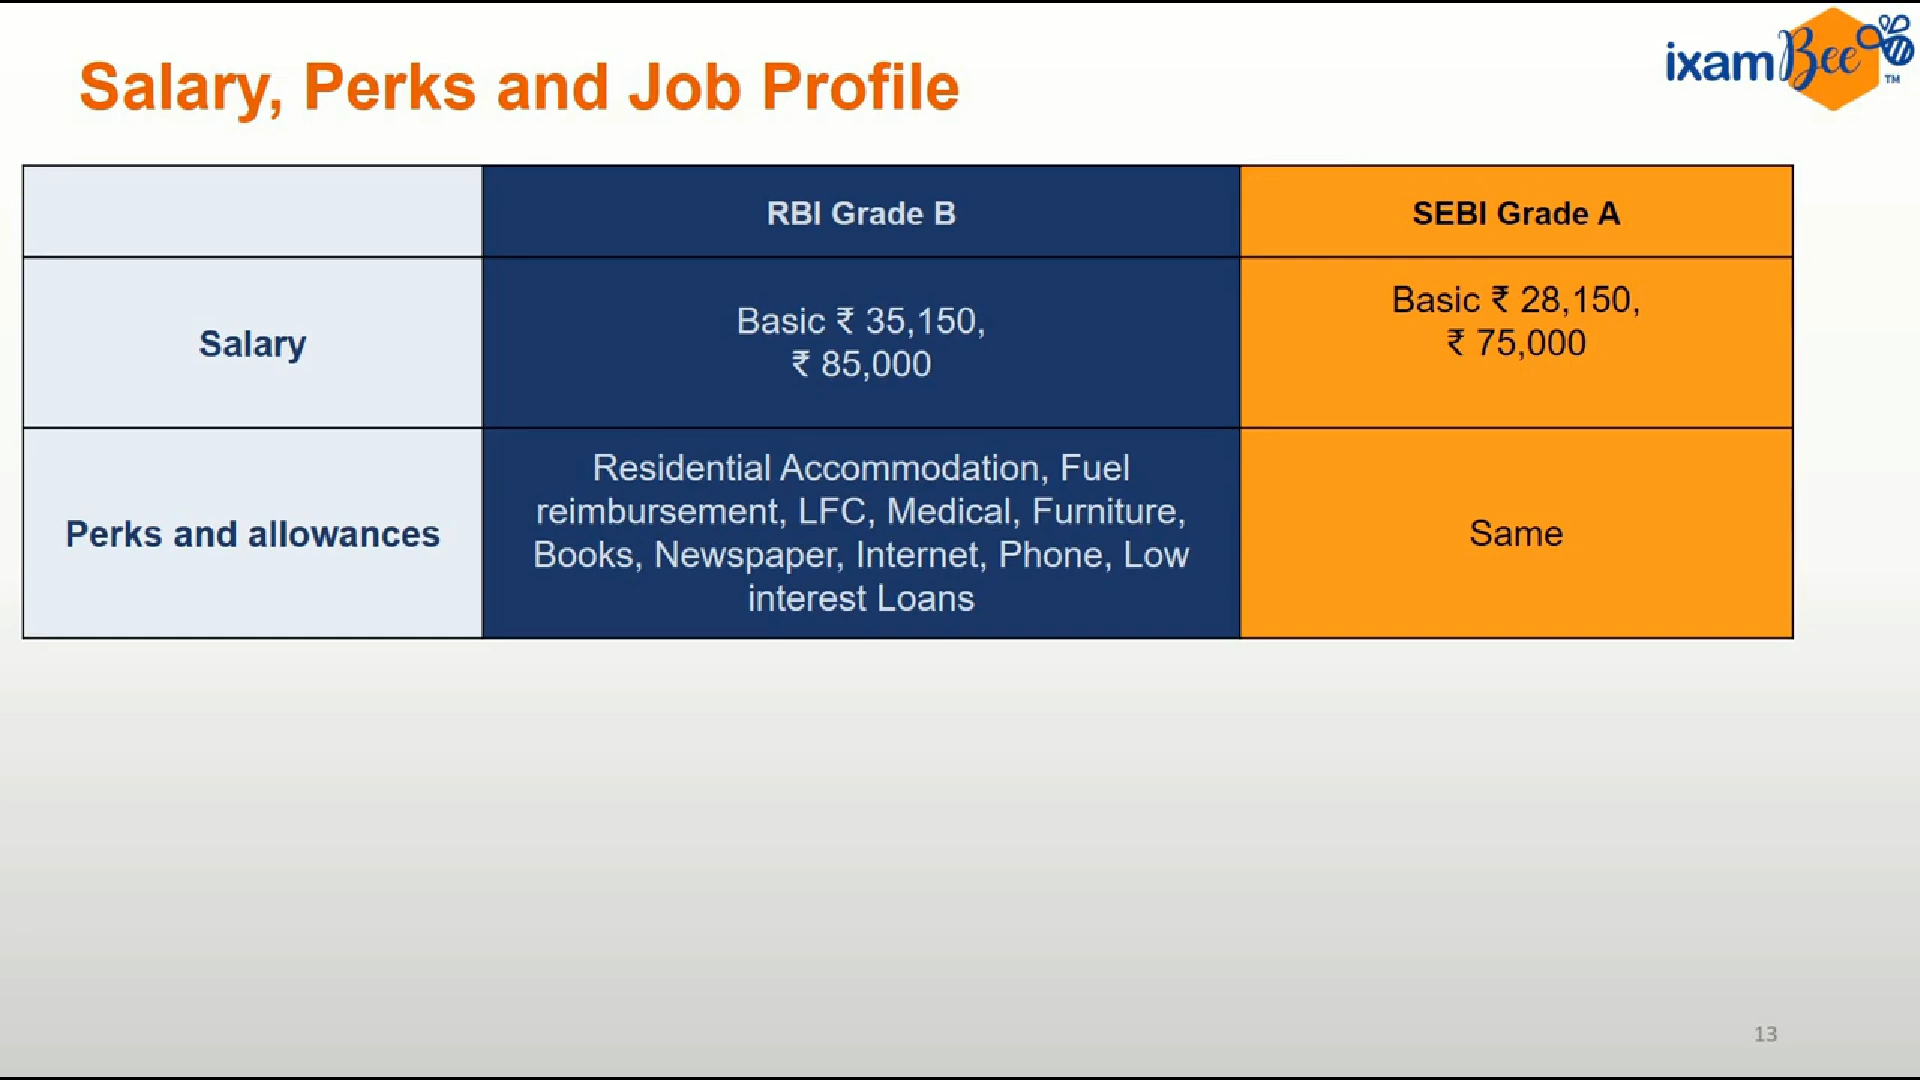 ixamBee
TM
Salary, Perks and Job Profile
RBI Grade B
SEBI Grade A
Salary
Basic ₹ 35,150,
₹ 85,000
Basic ₹ 28,150,
₹ 75,000
Perks and allowances
Residential Accommodation, Fuel
reimbursement, LFC, Medical, Furniture,
Books, Newspaper, Internet, Phone, Low
interest Loans
Same
13